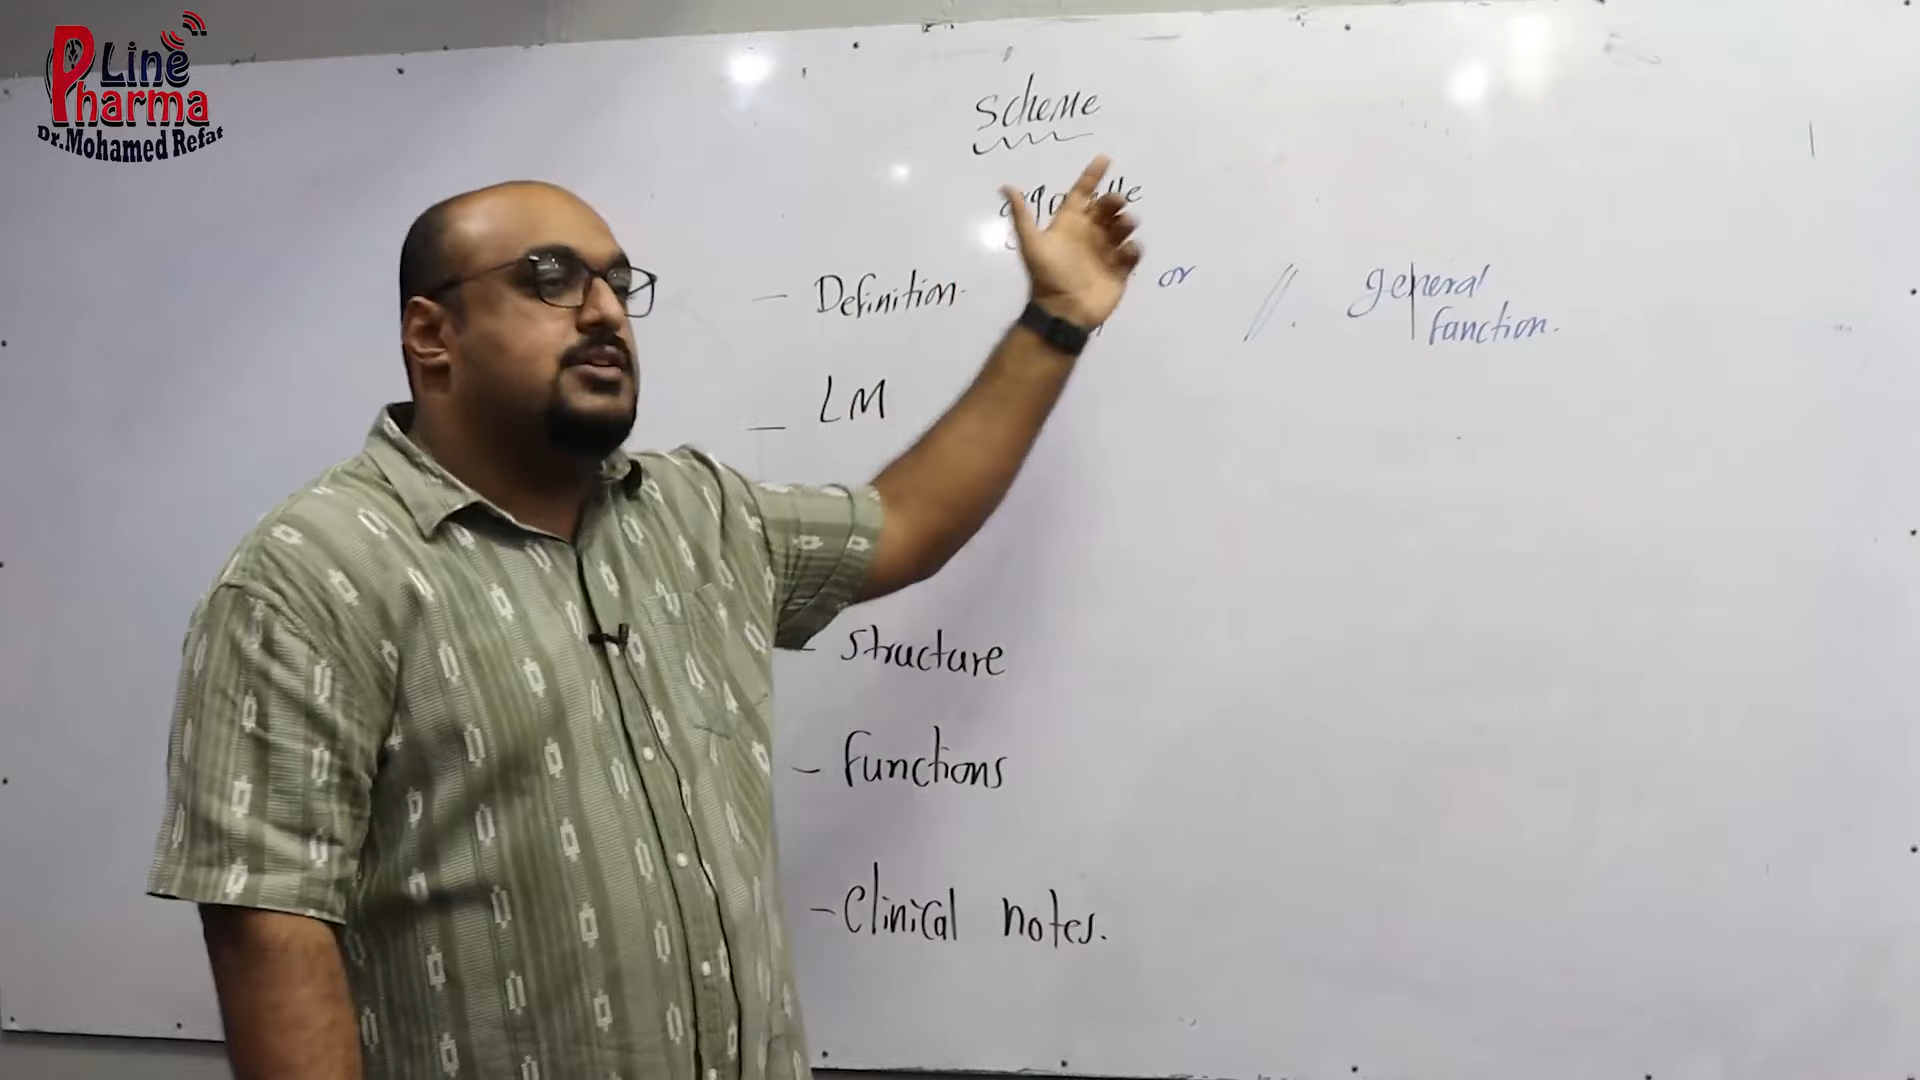 Line
Pharma
Dr.Mohamed Refat
Scheme
Definition. or general
function.
LM
Structure
Functions
Clinical notes.